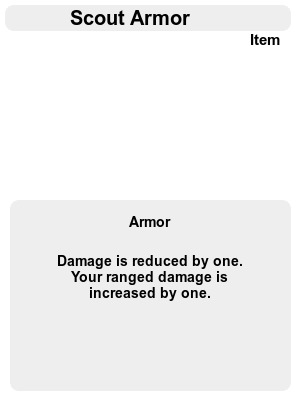 Scout Armor
Item
Armor
Damage is reduced by one.
Your ranged damage is
increased by one.